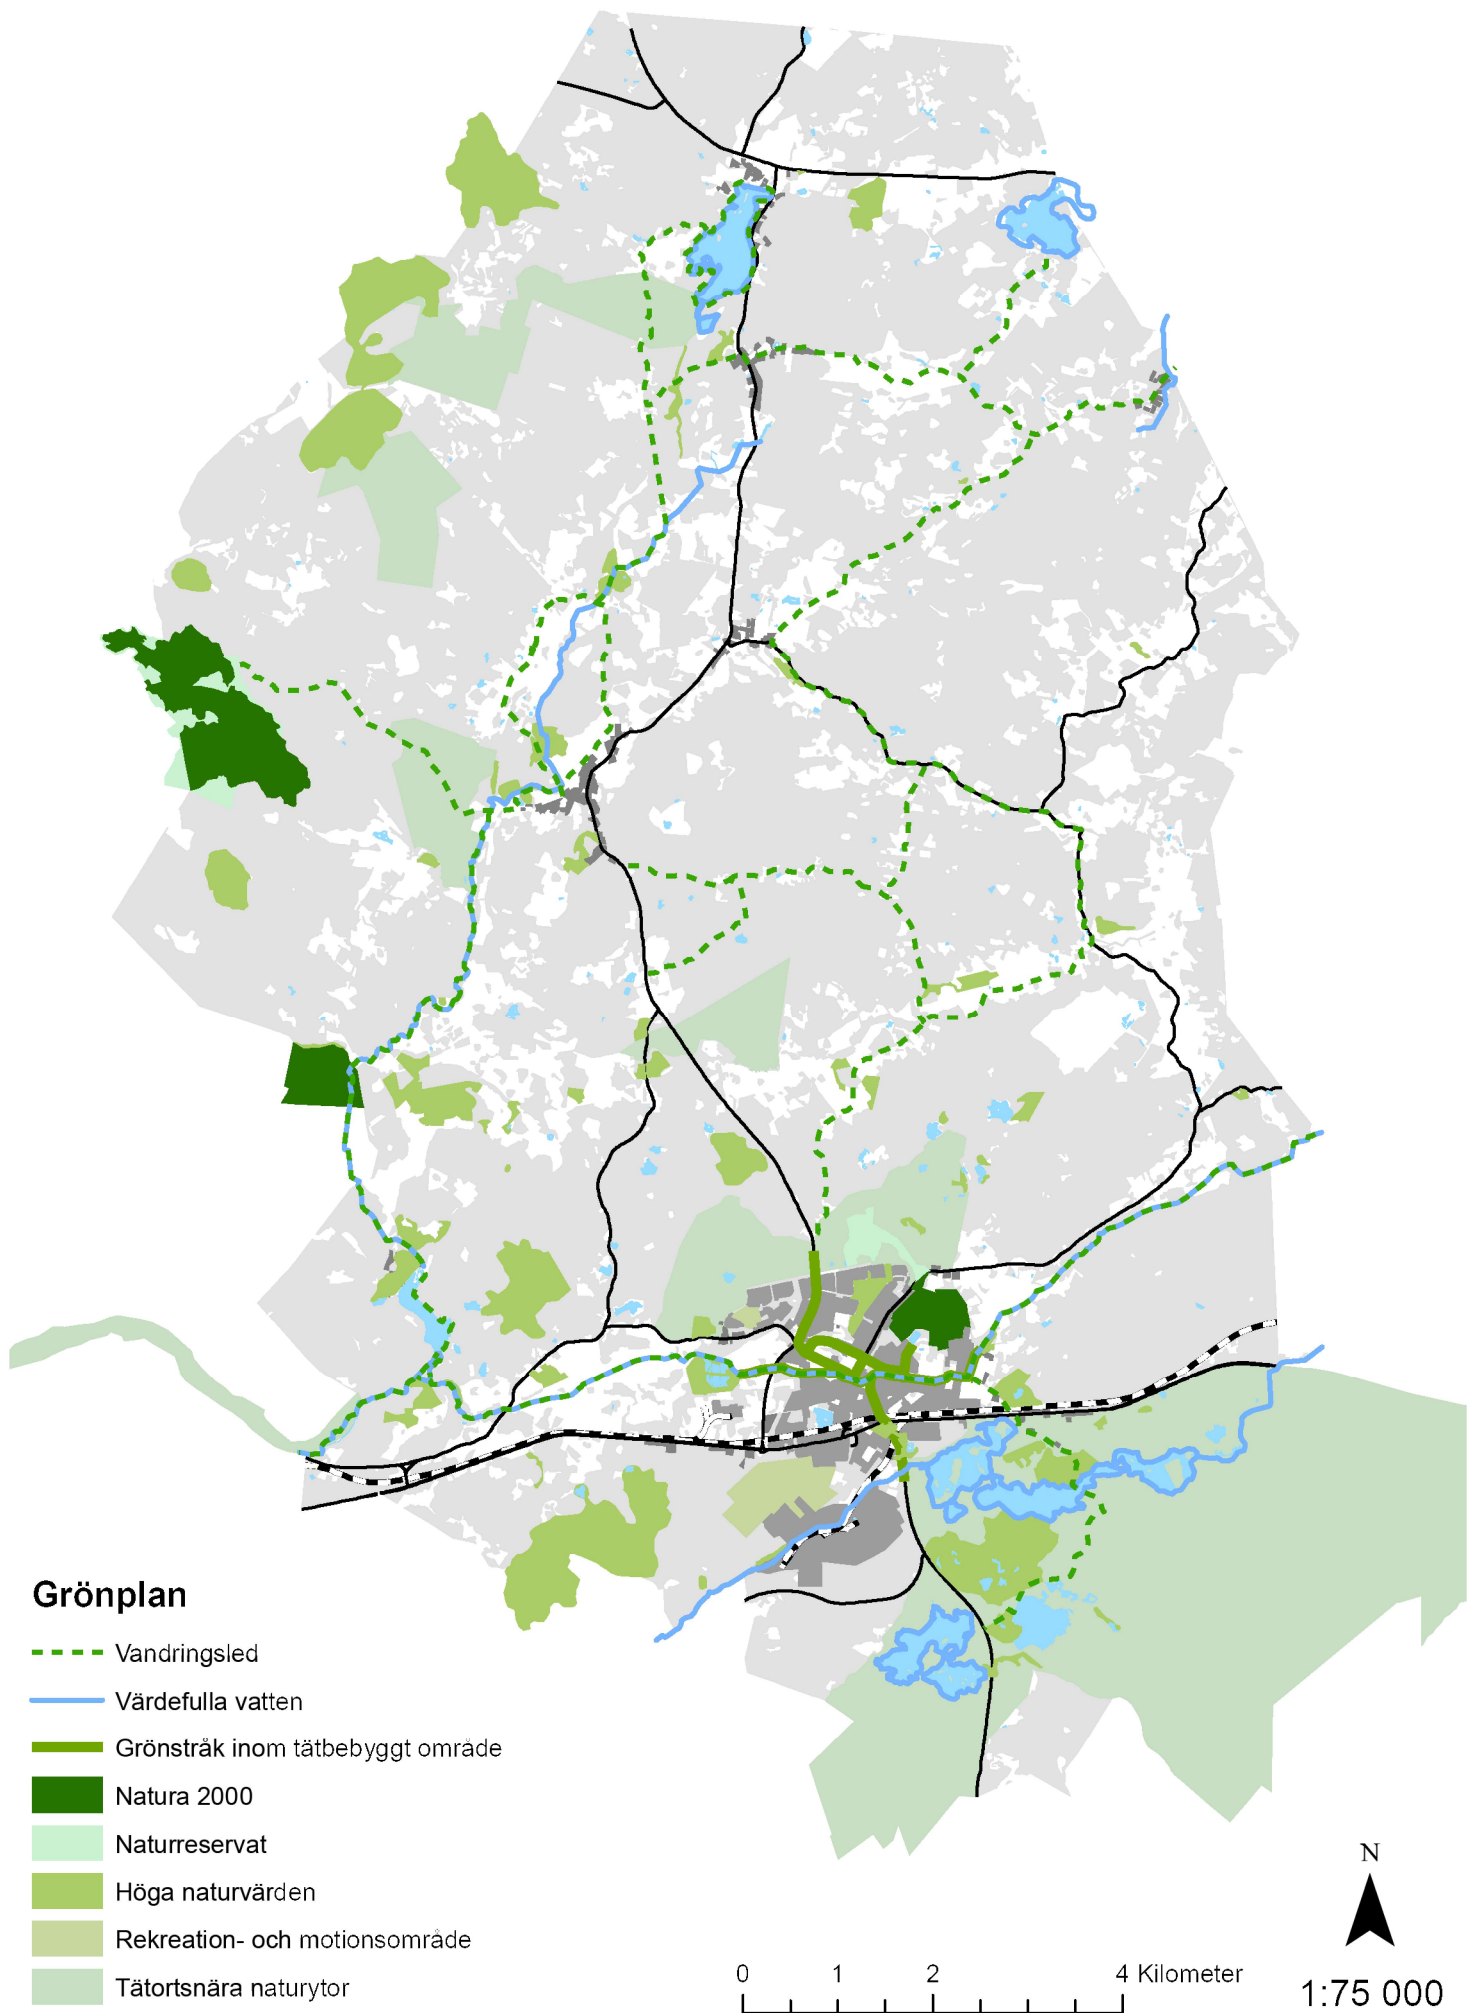 Grönplan
Vandringsled
Värdefulla vatten
Grönstråk inom tätbebyggt område
Natura 2000
Naturreservat
Höga naturvärden
Rekreation- och motionsområde
Tätortsnära naturytor
0 1 2 4 Kilometer
N
1:75 000